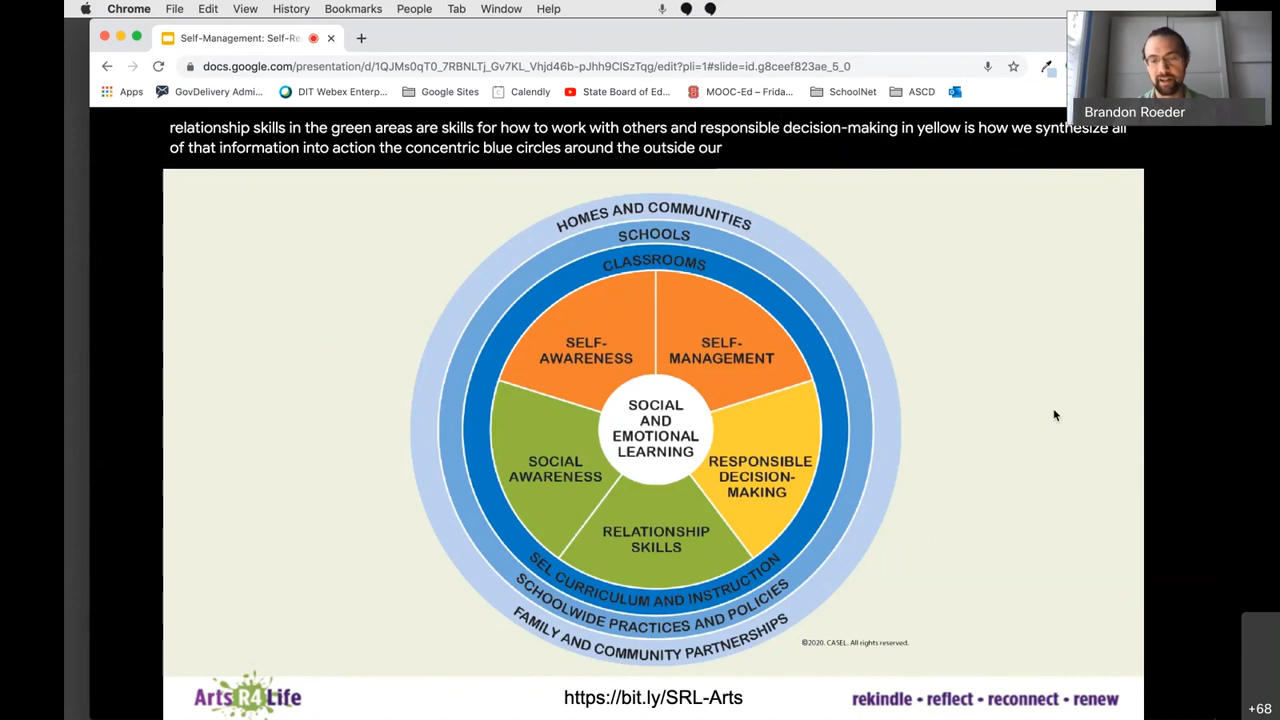 Chrome File Edit View History Bookmarks People Tab Window Help
Self-Management: Self-Re
docs.google.com/presentation/d/1QJMs0qT0_7RBNLTj_Gv7KL_Vhjd46b-pJhh9ClSzTqg/edit?pli=1#slide=id.g8ceef823ae_5_0
Apps GovDelivery Admi... DIT Webex Enterp... Google Sites Calendly State Board of Ed... MOOC-Ed – Frida... SchoolNet ASCD
Brandon Roeder
relationship skills in the green areas are skills for how to work with others and responsible decision-making in yellow is how we synthesize all
of that information into action the concentric blue circles around the outside our
HOMES AND COMMUNITIES
SCHOOLS
CLASSROOMS
SELF-
AWARENESS
SELF-
MANAGEMENT
SOCIAL
AND
EMOTIONAL
LEARNING
SOCIAL
AWARENESS
RESPONSIBLE
DECISION-
MAKING
RELATIONSHIP
SKILLS
SEL CURRICULUM AND INSTRUCTION
SCHOOLWIDE PRACTICES AND POLICIES
FAMILY AND COMMUNITY PARTNERSHIPS
©2020. CASEL. All rights reserved.
Arts R4 Life
https://bit.ly/SRL-Arts
rekindle • reflect • reconnect • renew
+68